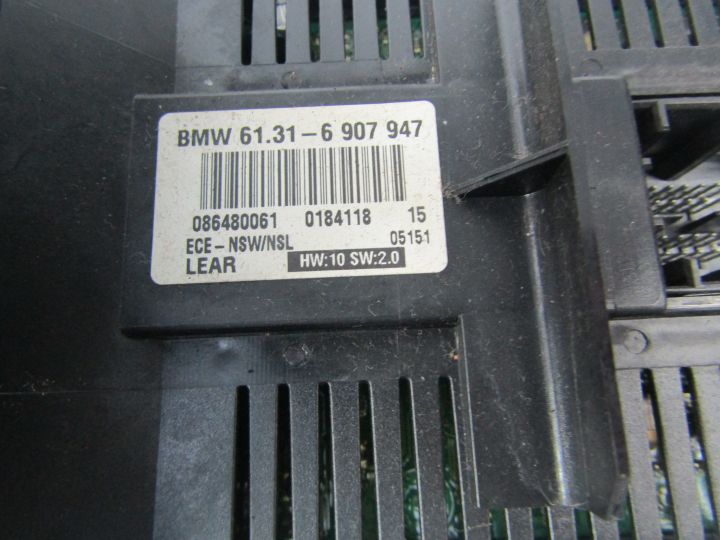 BMW 61.31-6 907 947
086480061 0184118 15
ECE-NSW/NSL 05151
LEAR HW:10 SW:2.0